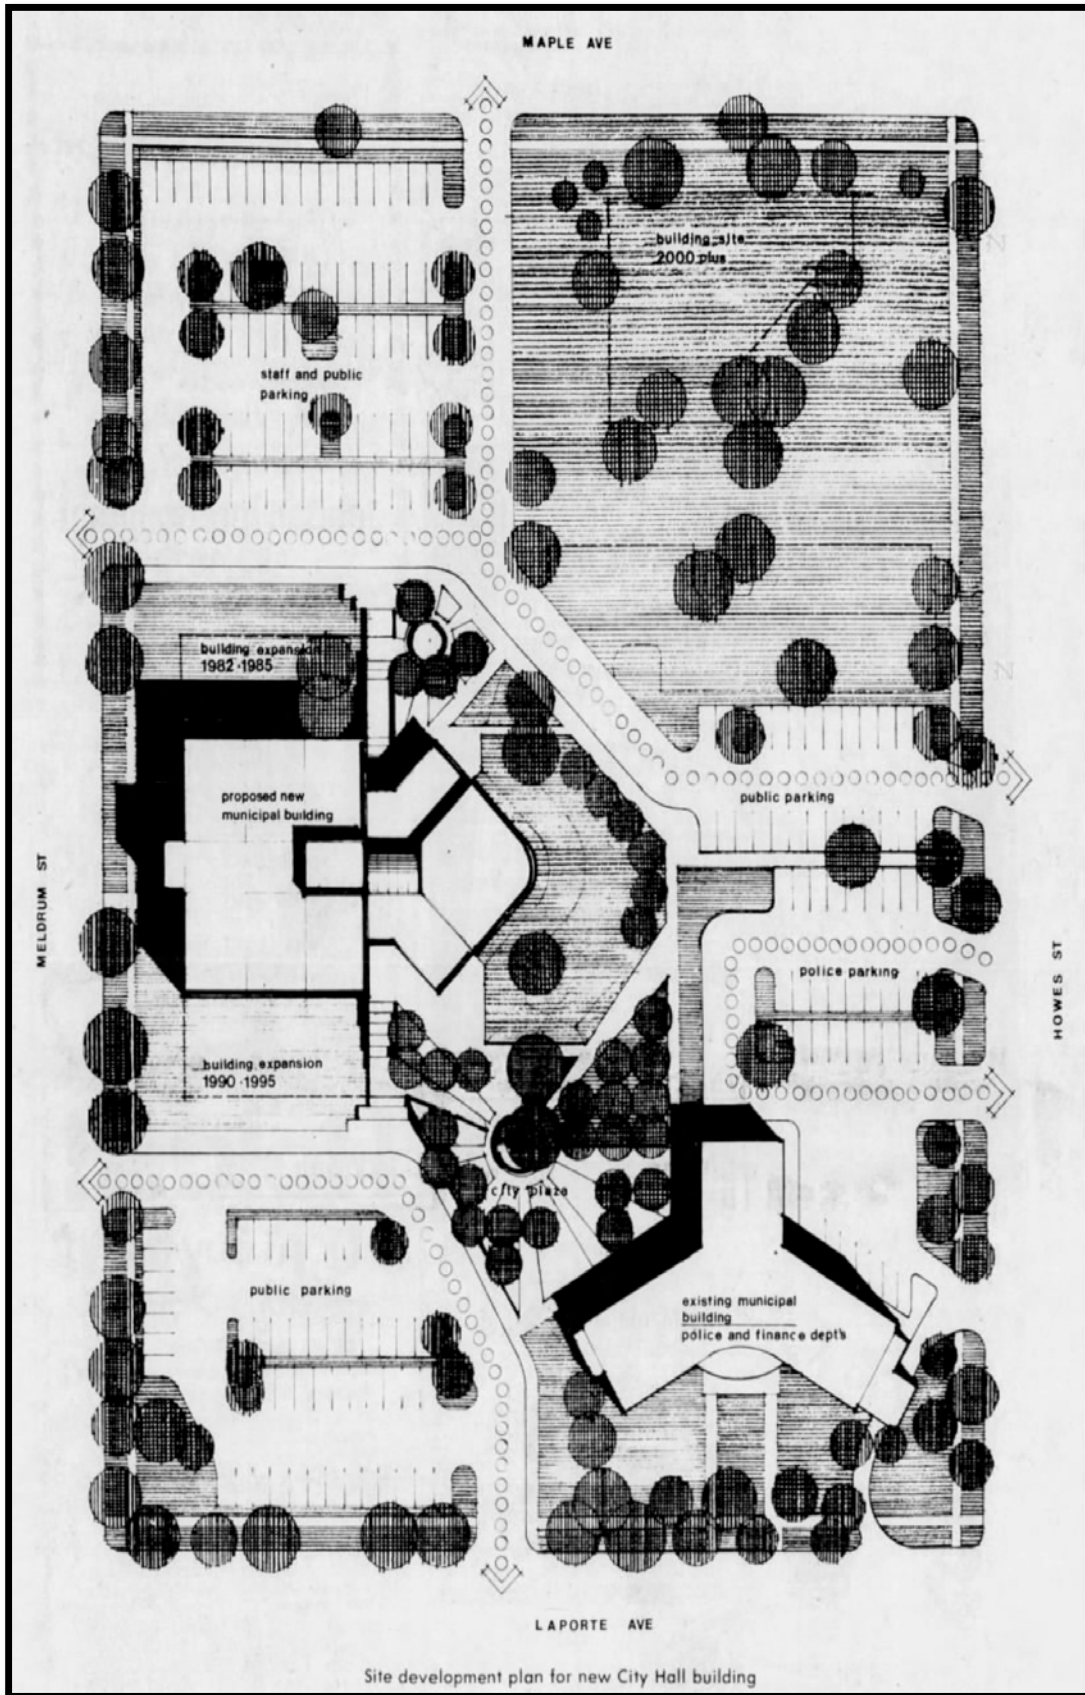 MAPLE AVE
building site
2000 plus
staff and public
parking
building expansion
1982-1985
proposed new
municipal building
public parking
MELDRUM ST
police parking
HOWES ST
building expansion
1990-1995
city plaza
public parking
existing municipal
building
police and finance dept's
LAPORTE AVE
Site development plan for new City Hall building